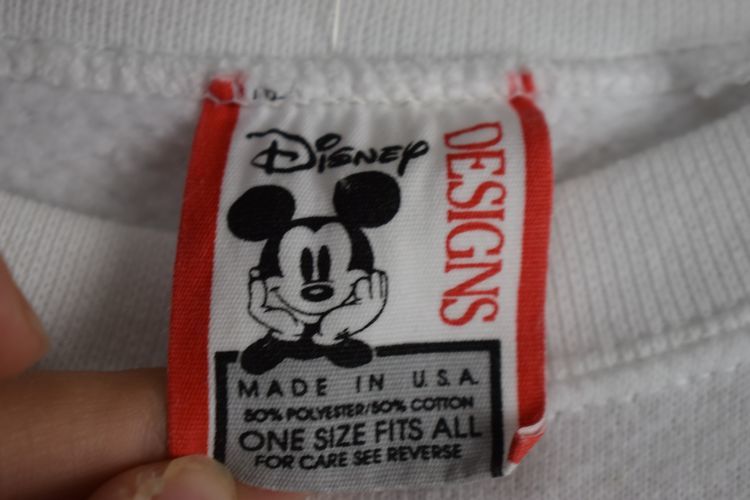 Disney
DESIGNS
MADE IN U.S.A.
50% POLYESTER/50% COTTON
ONE SIZE FITS ALL
FOR CARE SEE REVERSE